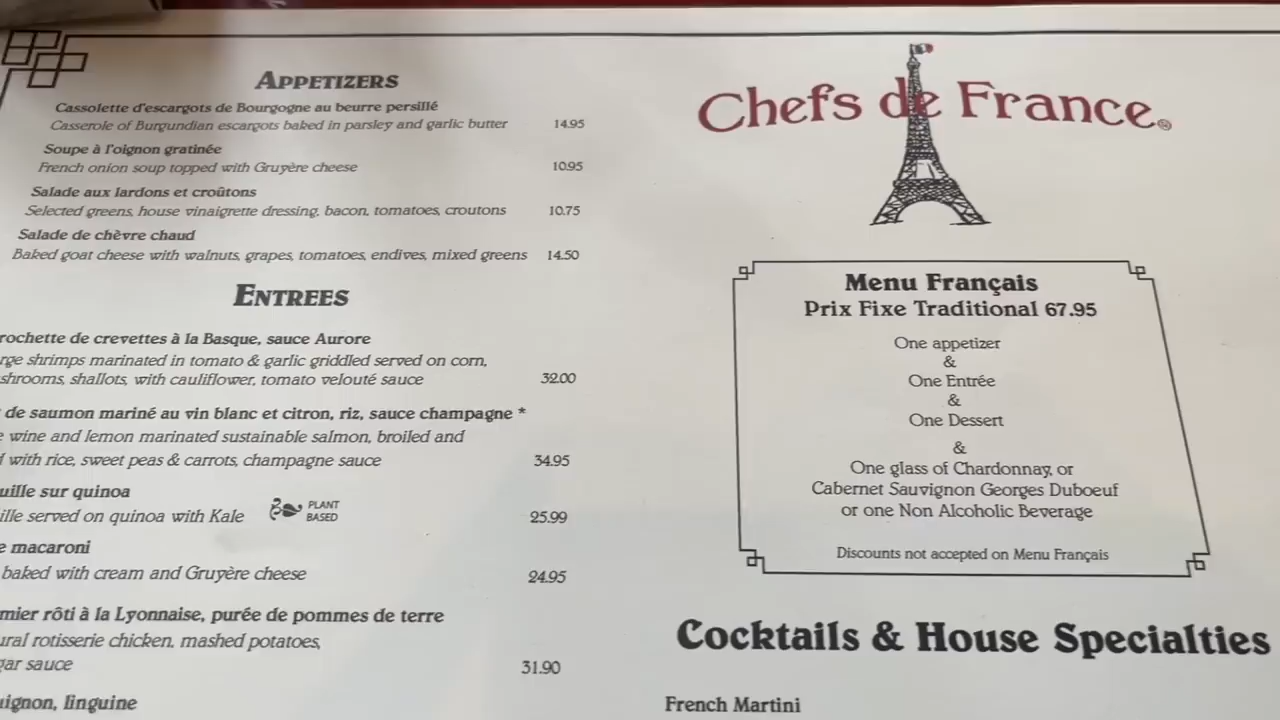 APPETIZERS
Cassolette d'escargots de Bourgogne au beurre persillé
Casserole of Burgundian escargots baked in parsley and garlic butter 14.95
Soupe à l'oignon gratinée
French onion soup topped with Gruyère cheese 10.95
Salade aux lardons et croûtons
Selected greens, house vinaigrette dressing, bacon, tomatoes, croutons 10.75
Salade de chèvre chaud
Baked goat cheese with walnuts, grapes, tomatoes, endives, mixed greens 14.50
ENTREES
rochette de crevettes à la Basque, sauce Aurore
rge shrimps marinated in tomato & garlic griddled served on corn,
shrooms, shallots, with cauliflower, tomato velouté sauce 32.00
de saumon mariné au vin blanc et citron, riz, sauce champagne *
e wine and lemon marinated sustainable salmon, broiled and
d with rice, sweet peas & carrots, champagne sauce 34.95
uille sur quinoa
ille served on quinoa with Kale PLANT BASED 25.99
e macaroni
baked with cream and Gruyère cheese 24.95
mier rôti à la Lyonnaise, purée de pommes de terre
ural rotisserie chicken, mashed potatoes,
gar sauce 31.90
uignon, linguine
Chefs de France®
Menu Français
Prix Fixe Traditional 67.95
One appetizer
&
One Entrée
&
One Dessert
&
One glass of Chardonnay, or
Cabernet Sauvignon Georges Duboeuf
or one Non Alcoholic Beverage
Discounts not accepted on Menu Français
Cocktails & House Specialties
French Martini